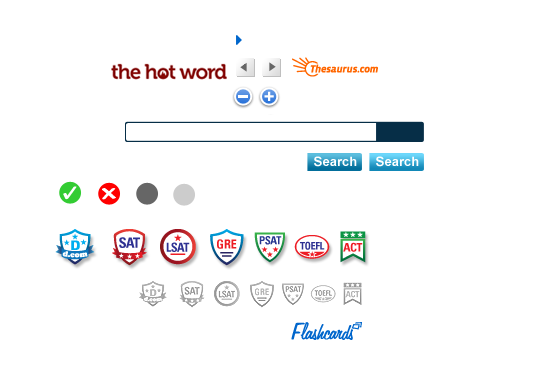 the hot word
Thesaurus.com
Search Search
D
d.com
SAT
LSAT
GRE
PSAT
TOEFL
ACT
D
SAT
LSAT
GRE
PSAT
TOEFL
ACT
Flashcards